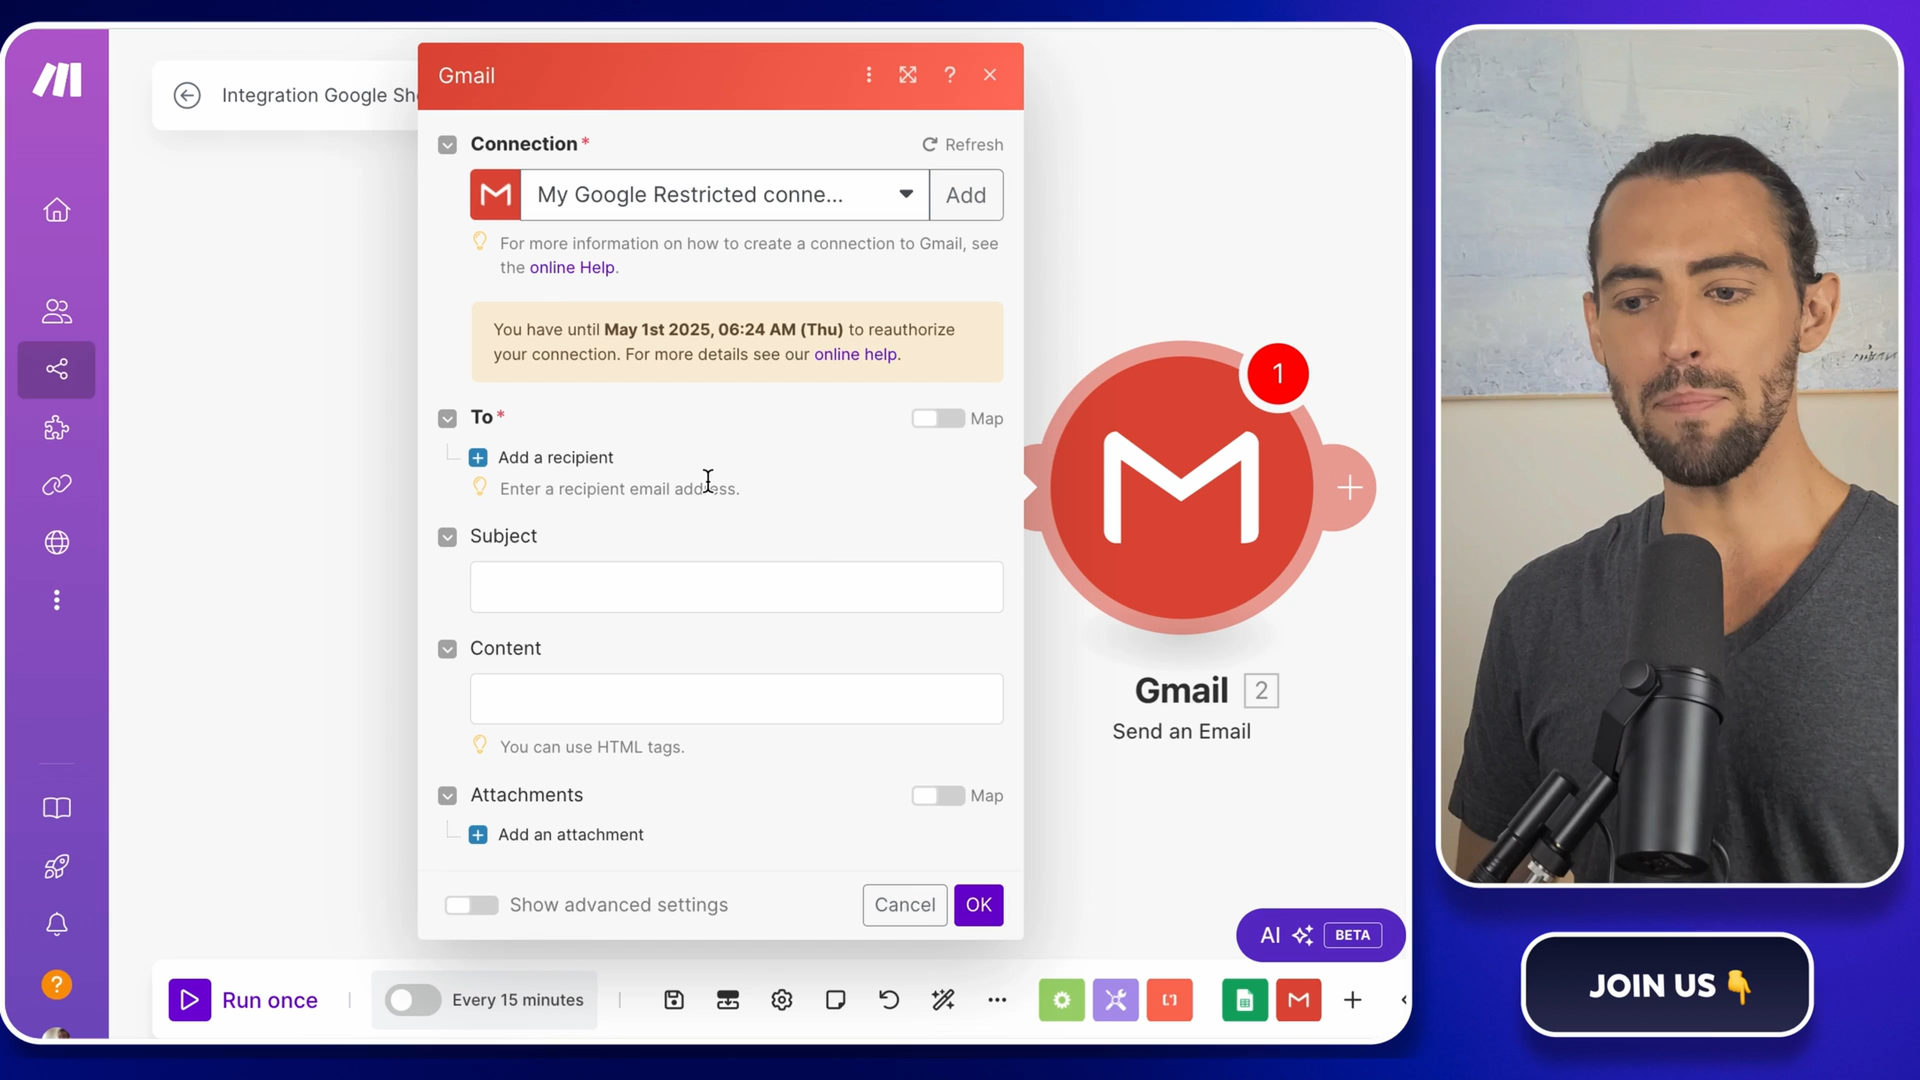 Integration Google Sh
Gmail
?
Connection *
Refresh
My Google Restricted conne...
Add
For more information on how to create a connection to Gmail, see
the online Help.
You have until May 1st 2025, 06:24 AM (Thu) to reauthorize
your connection. For more details see our online help.
To *
Map
Add a recipient
Enter a recipient email address.
Subject
Content
You can use HTML tags.
Attachments
Map
Add an attachment
Show advanced settings
Cancel
OK
1
Gmail 2
Send an Email
AI BETA
?
Run once
Every 15 minutes
JOIN US 👇